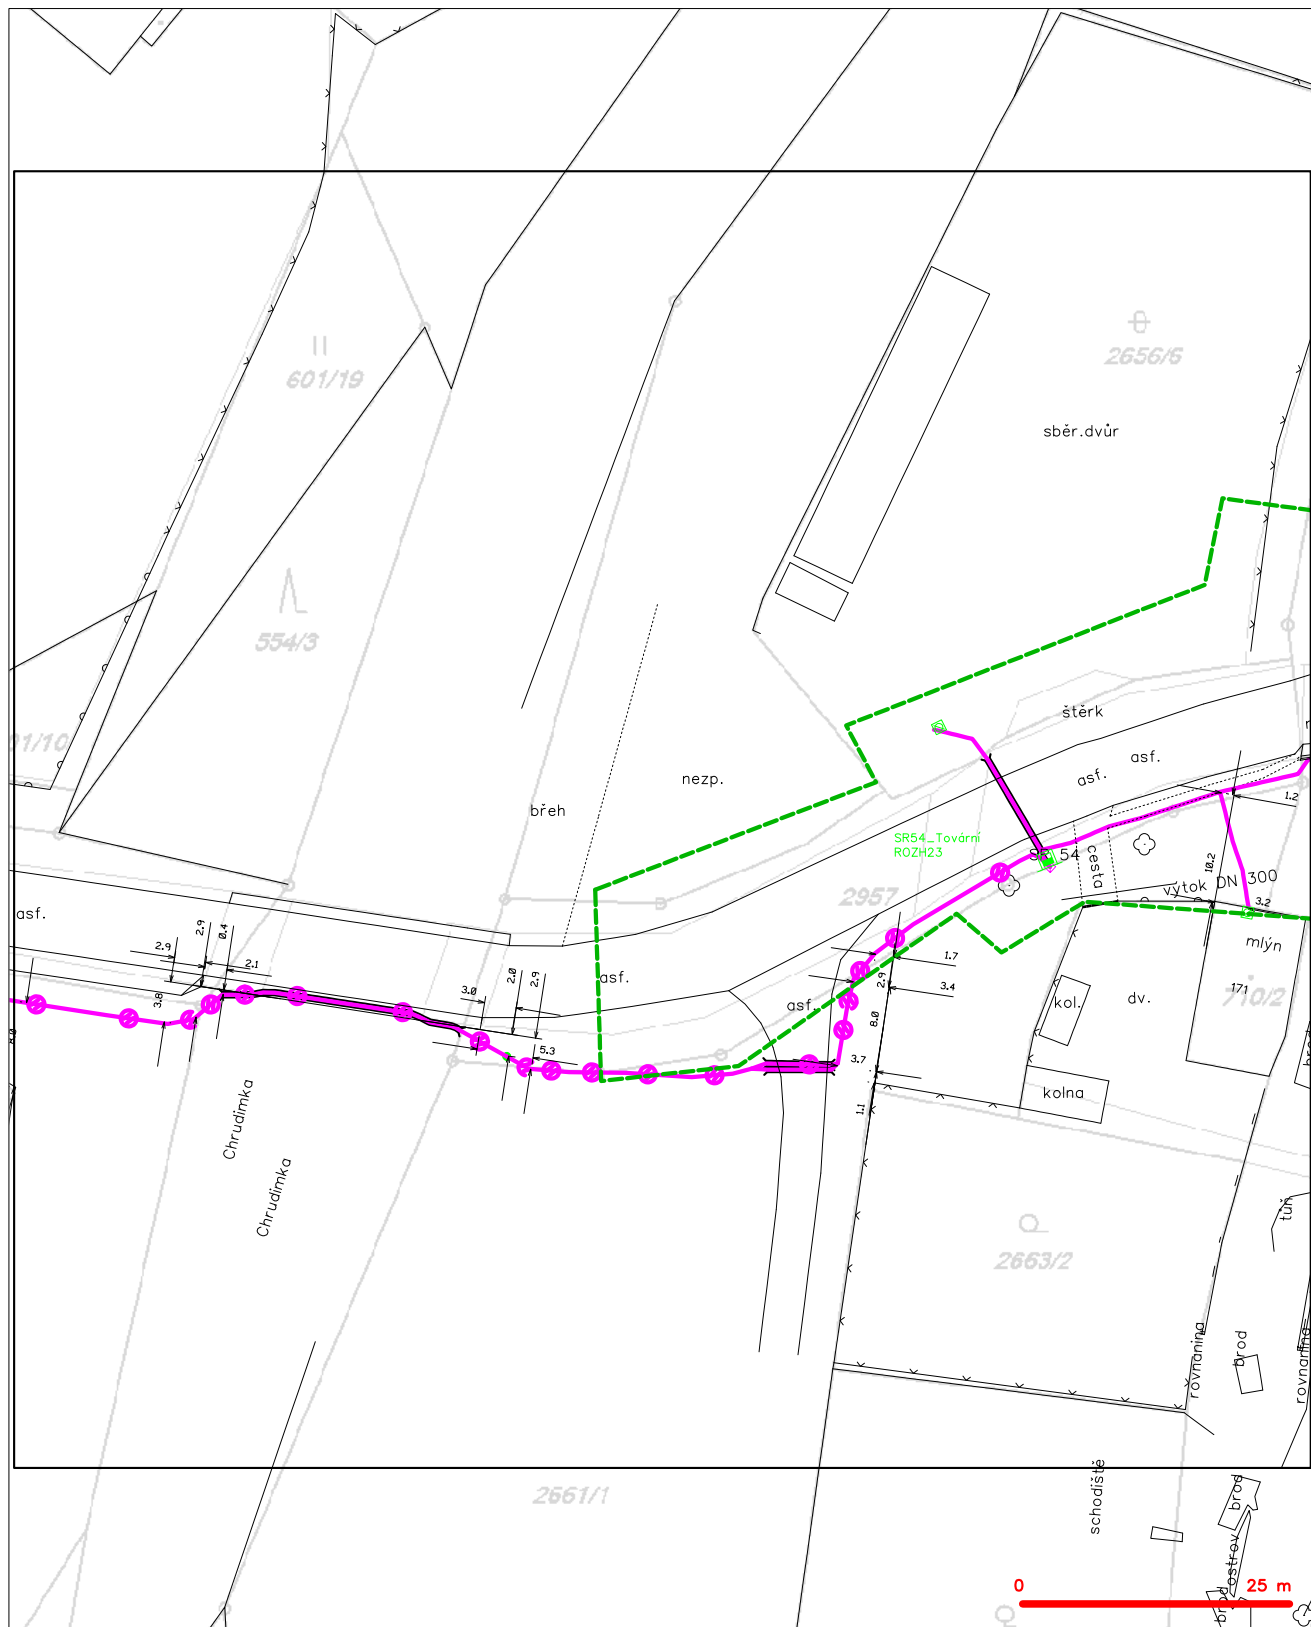 II
601/19
2656/6
sběr.dvůr
554/3
štěrk
asf.
asf.
nezp.
břeh
1.2
SR54_Tovární
ROZH23
SR 54
cesta
10.2
výtok DN 300
3.2
2957
asf.
2.9
2.9
0.4
2.1
mlýn
1.7
2.9
3.4
171
710/2
asf.
asf.
kol.
dv.
3.8
3.0
2.0
2.9
8.0
5.3
3.7
kolna
1.1
Chrudimka
Chrudimka
tůň
2663/2
rovnanina
brod
rovnanina
2661/1
schodiště
brod
ostrov
brod
0
25 m